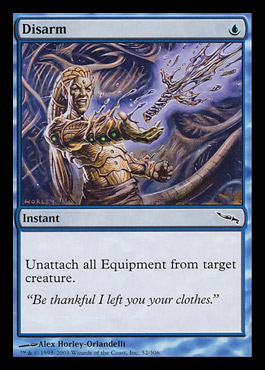 Disarm
HORLEY
Instant
Unattach all Equipment from target
creature.
“Be thankful I left you your clothes.”
Alex Horley-Orlandelli
™ & © 1993–2003 Wizards of the Coast, Inc. 32/306